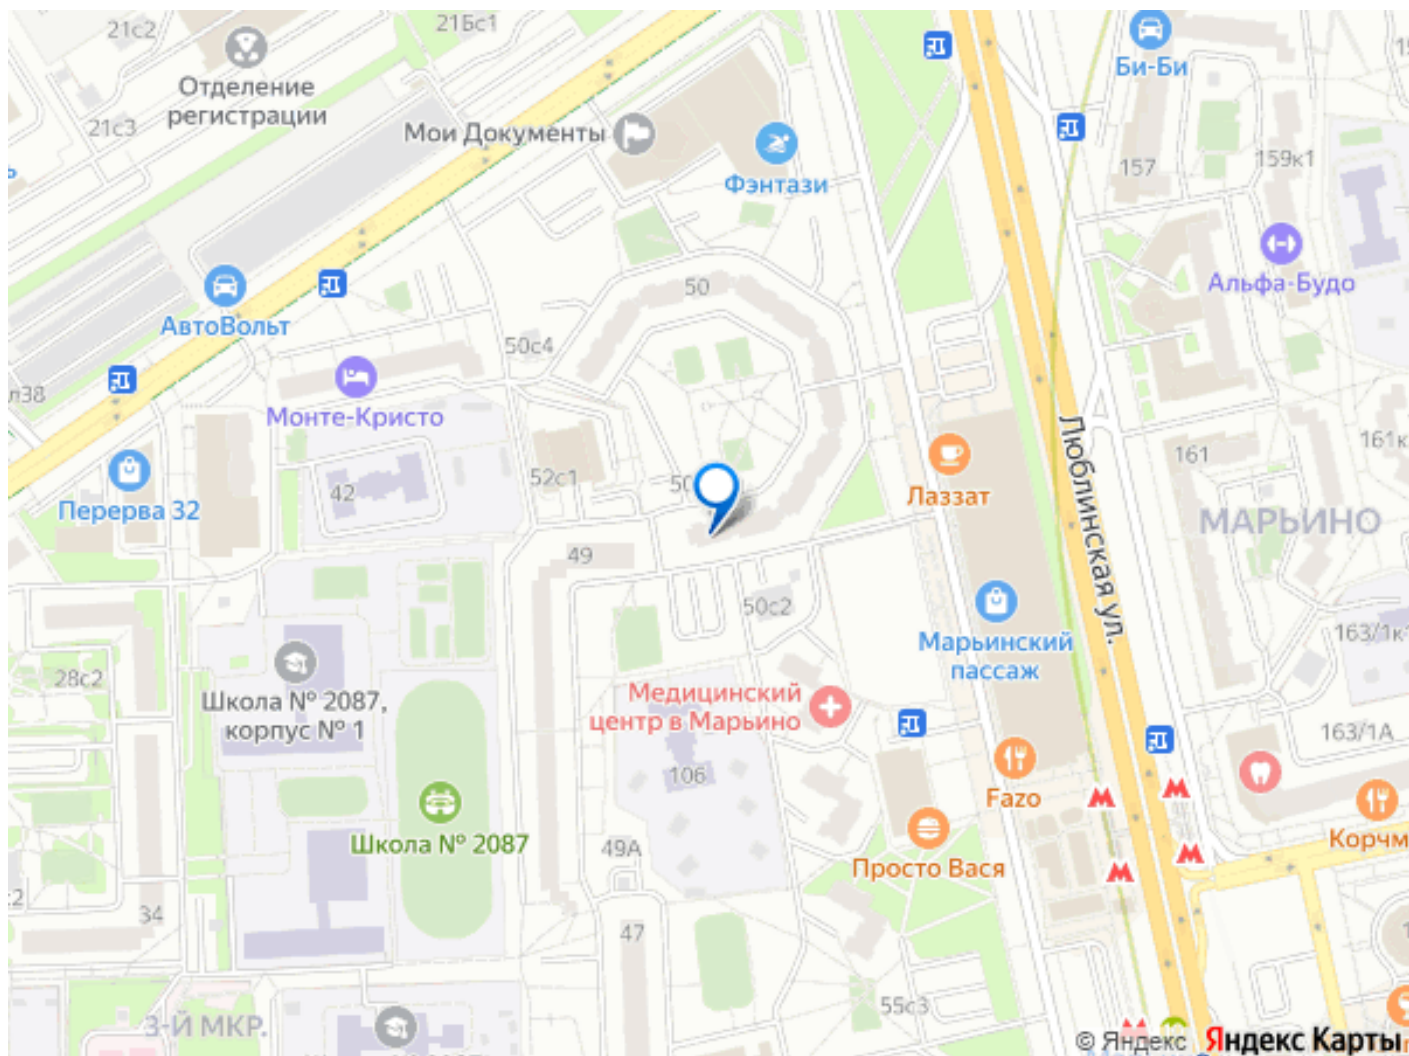 21с2
21Бс1
Отделение
регистрации
21с3
Мои Документы
Фэнтази
Би-Би
157
159к1
Альфа-Будо
АвтоВольт
50
50с4
л38
Монте-Кристо
Лаззат
Люблинская ул.
161
161к
МАРЬИНО
Перерва 32
42
52с1
49
50с2
Марьинский
пассаж
163/1к
28с2
Школа № 2087,
корпус № 1
Медицинский
центр в Марьино
163/1А
106
Fazo
Корчм
Школа № 2087
49А
Просто Вася
34
47
55с3
3-Й МКР.
© Яндекс Яндекс Карты